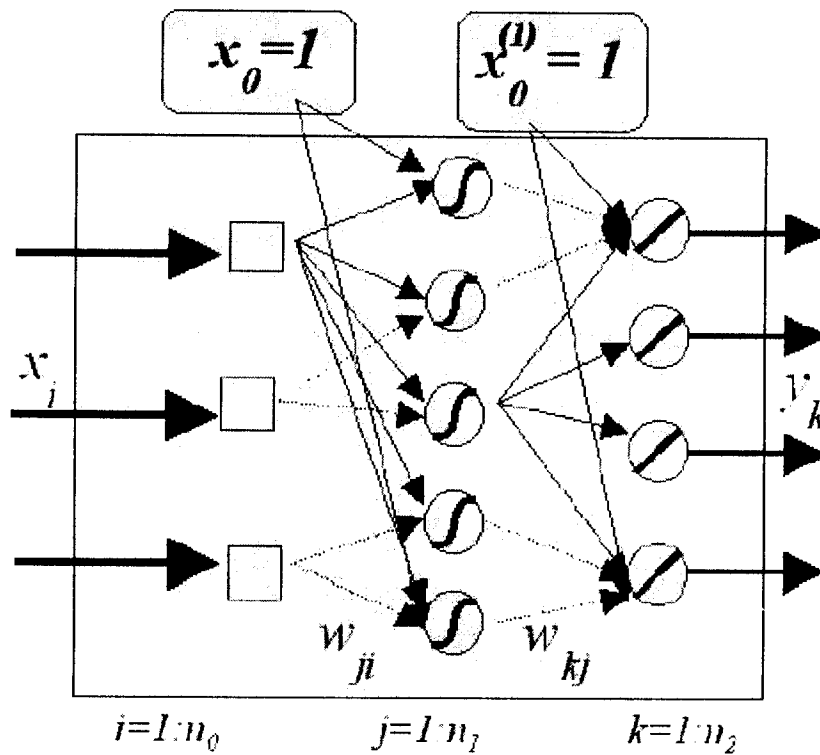 x₀=1
x₀⁽¹⁾ = 1
xᵢ
yₖ
wⱼᵢ
wₖⱼ
i=1:n₀
j=1:n₁
k=1:n₂